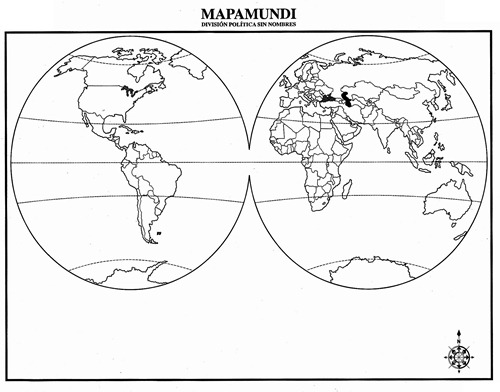 MAPAMUNDI
DIVISIÓN POLÍTICA SIN NOMBRES